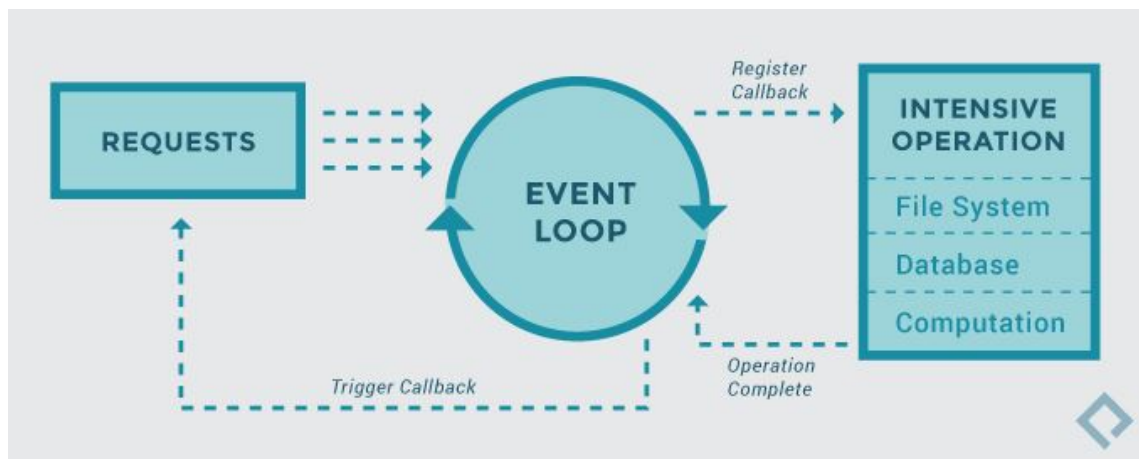 REQUESTS
EVENT
LOOP
Register
Callback
INTENSIVE
OPERATION
File System
Database
Computation
Operation
Complete
Trigger Callback